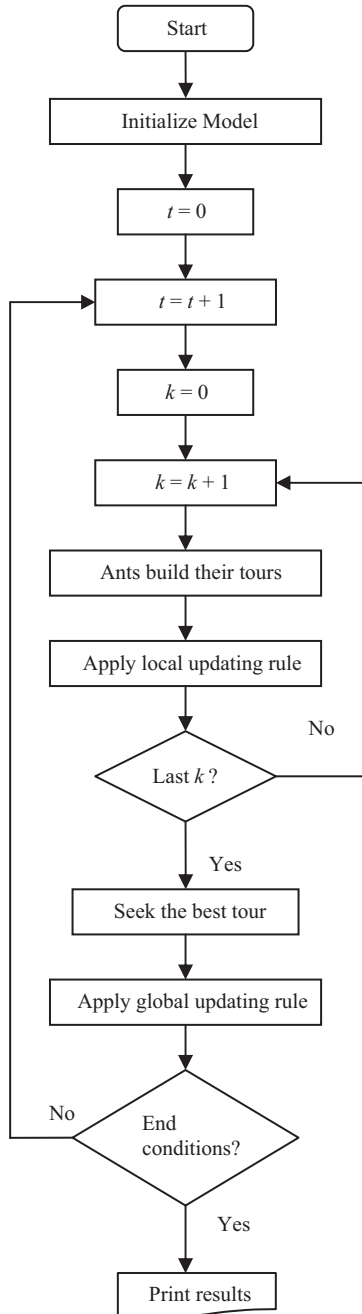 Start
Initialize Model
t = 0
t = t + 1
k = 0
k = k + 1
Ants build their tours
Apply local updating rule
No
Last k ?
Yes
Seek the best tour
Apply global updating rule
No
End
conditions?
Yes
Print results